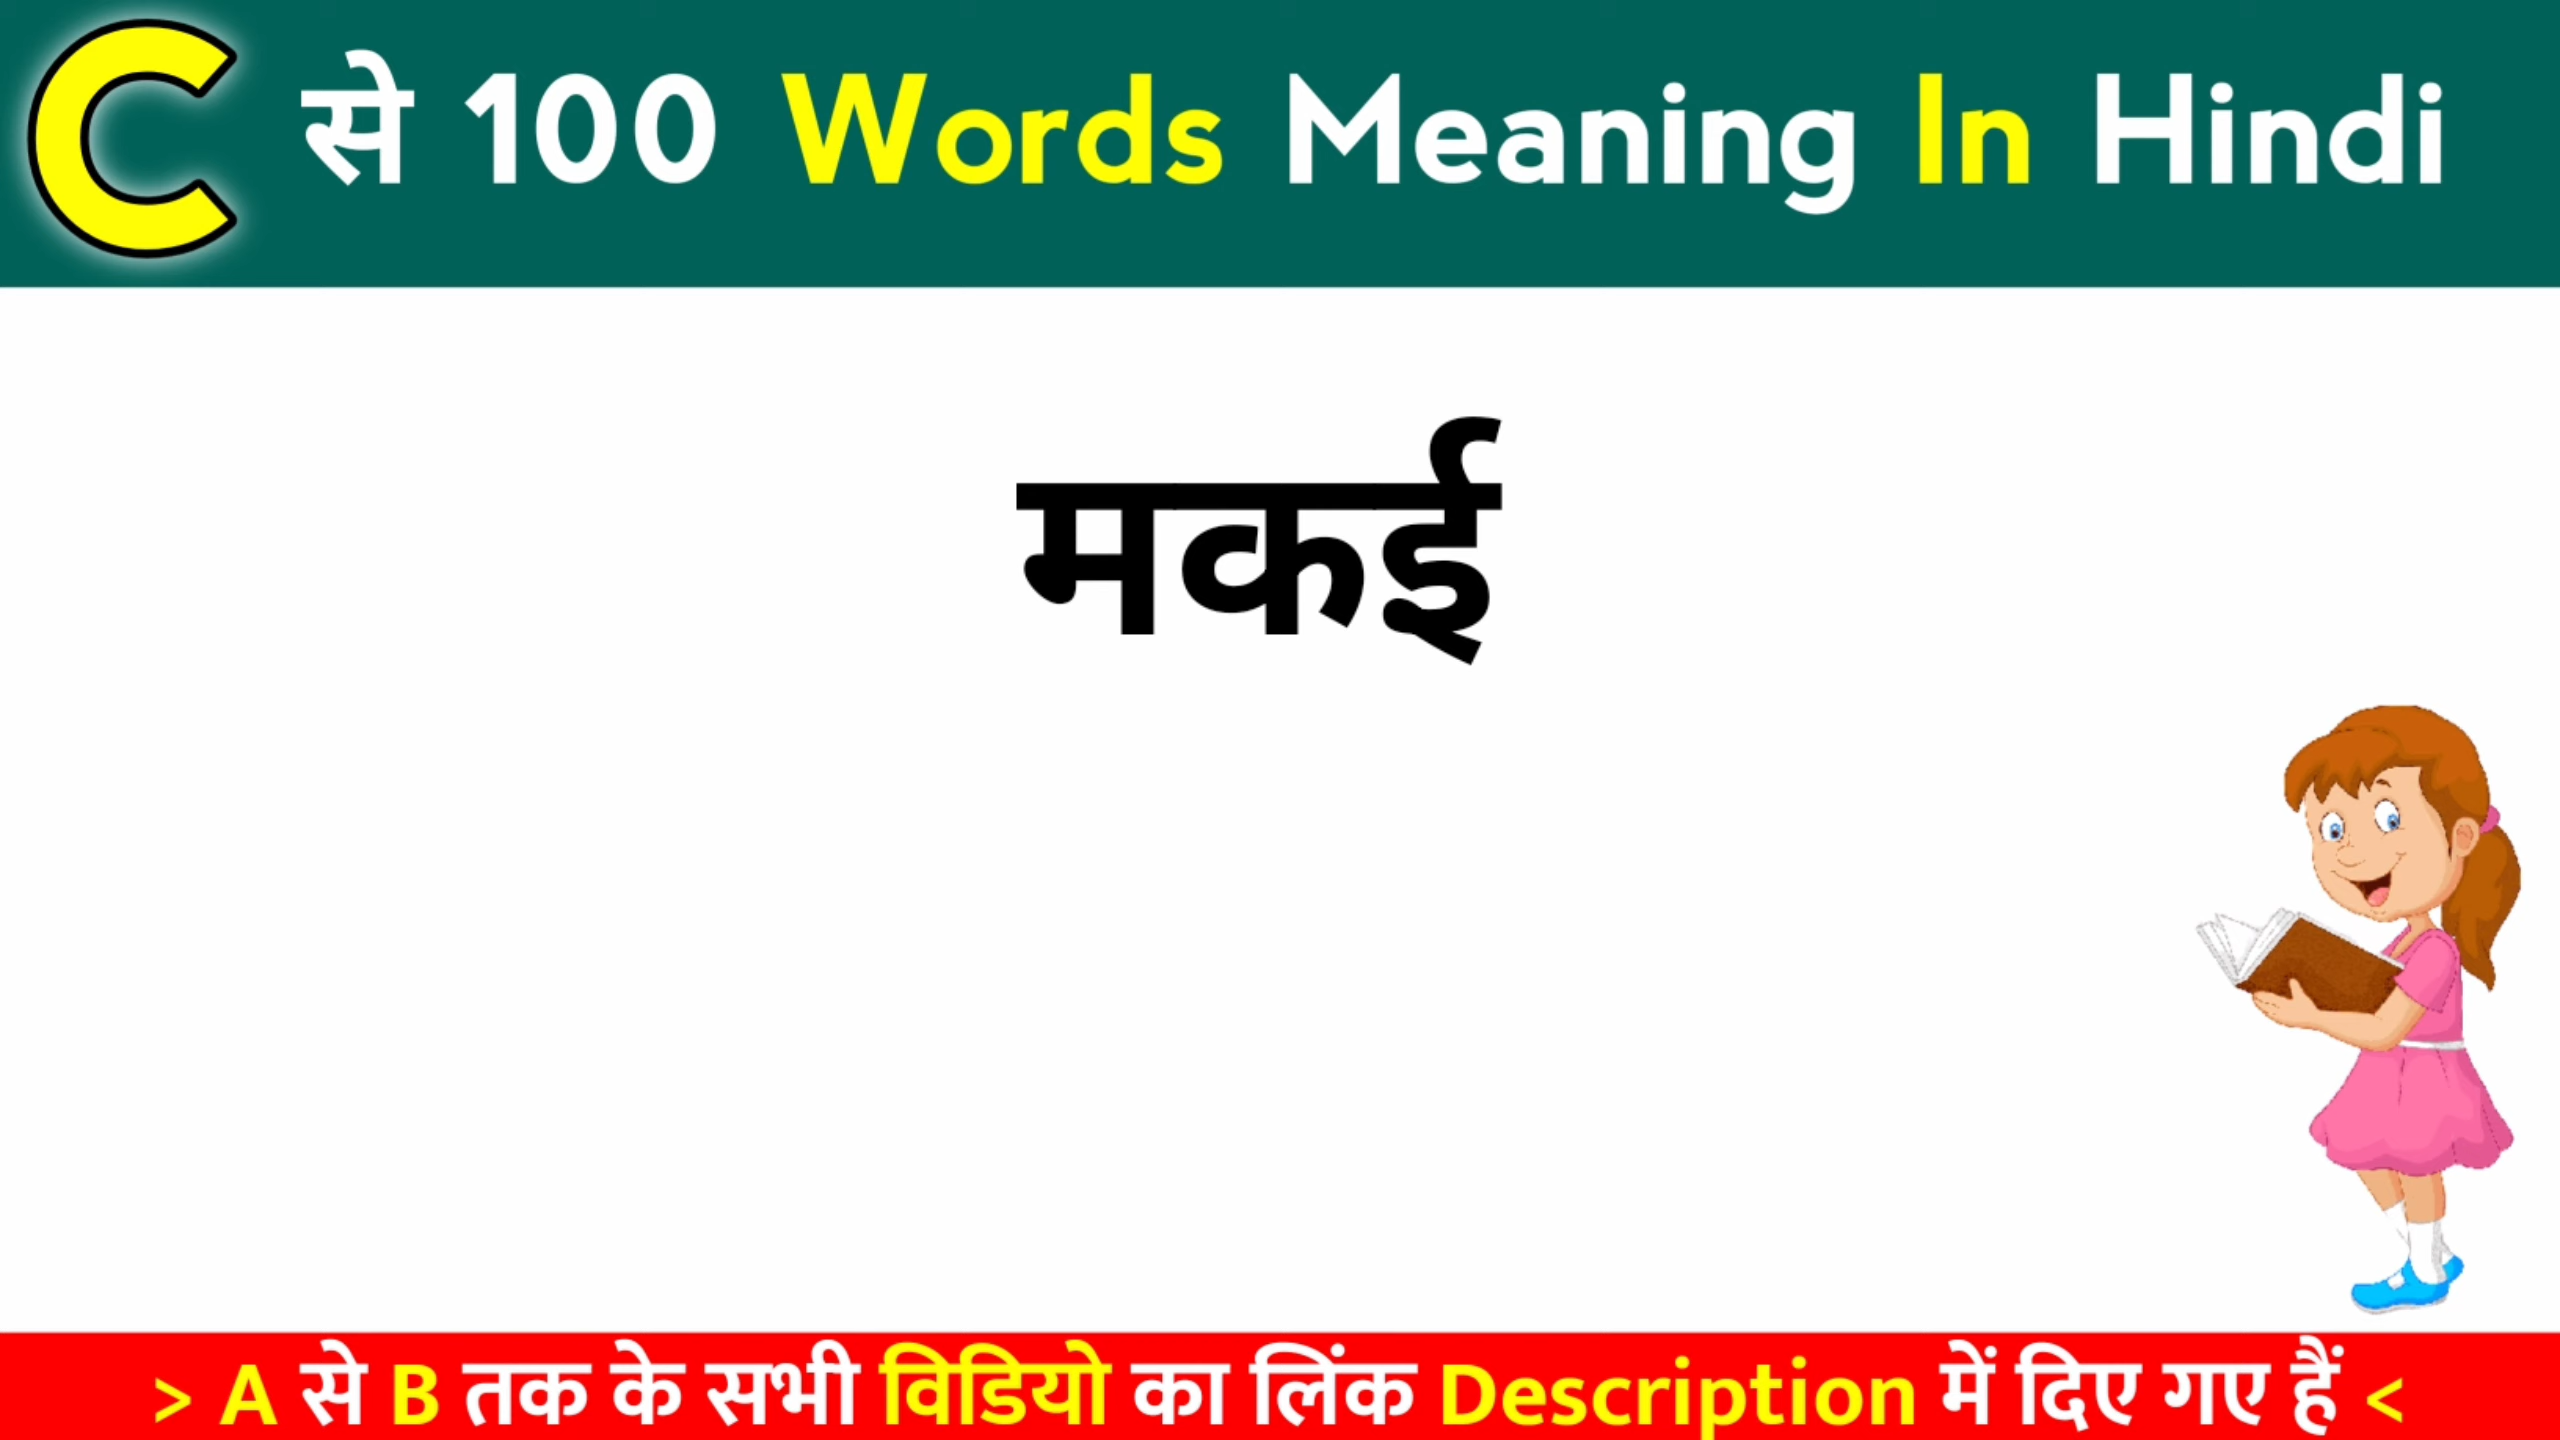 C से 100 Words Meaning In Hindi
मकई
> A से B तक के सभी विडियो का लिंक Description में दिए गए हैं <